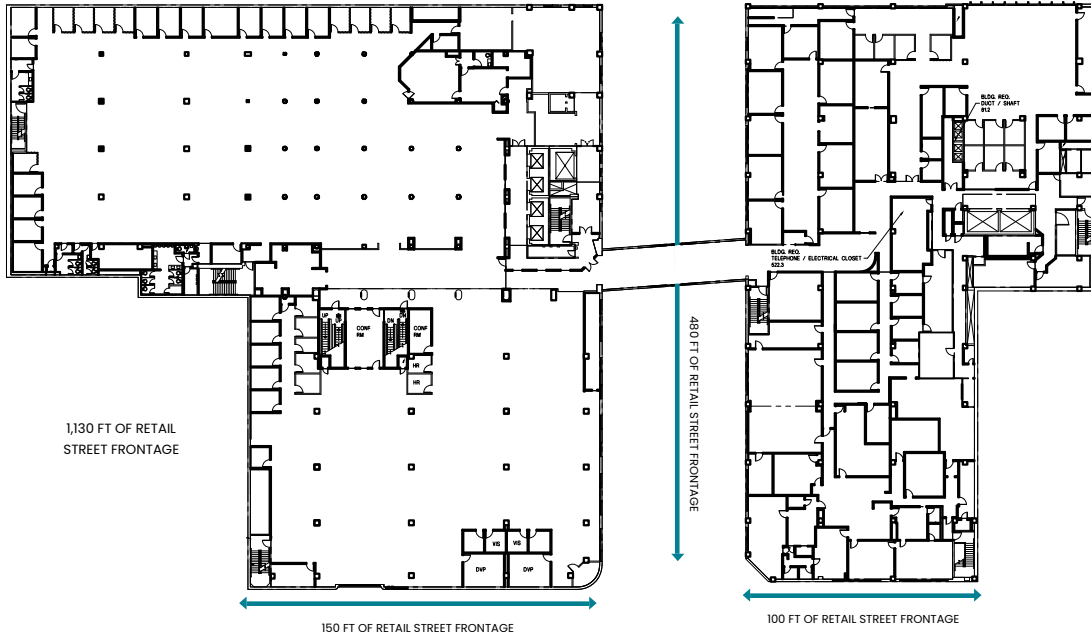 BLDG. REQ.
DUCT / SHAFT
81.2
BLDG. REQ.
TELEPHONE / ELECTRICAL CLOSET
522.3
UP
UP
CONF
RM
DN
CONF
RM
HR
HR
480 FT OF RETAIL STREET FRONTAGE
1,130 FT OF RETAIL
STREET FRONTAGE
VIS
VIS
DVP
DVP
150 FT OF RETAIL STREET FRONTAGE
100 FT OF RETAIL STREET FRONTAGE